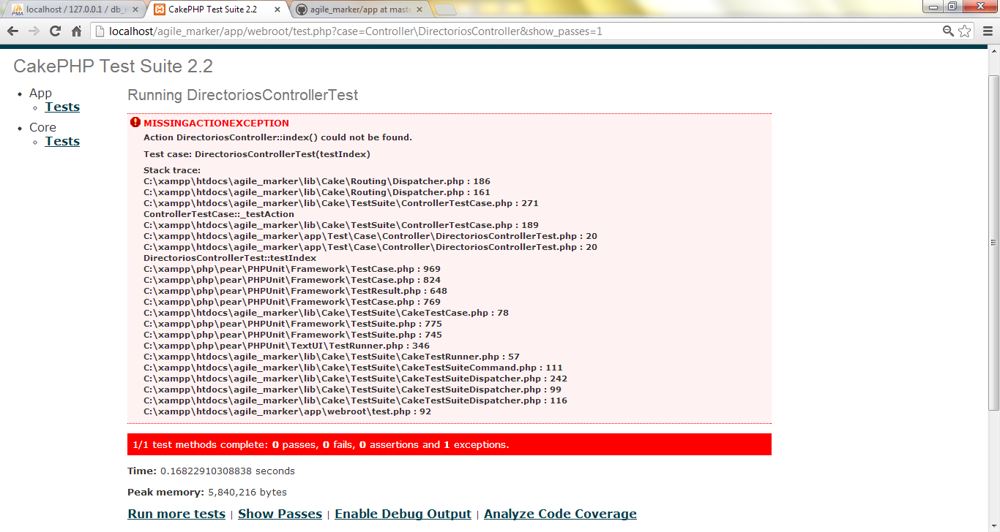 localhost / 127.0.0.1 / db_
CakePHP Test Suite 2.2
agile_marker/app at maste
localhost/agile_marker/app/webroot/test.php?case=Controller\DirectoriosController&show_passes=1
CakePHP Test Suite 2.2
App
Tests
Core
Tests
Running DirectoriosControllerTest
MISSINGACTIONEXCEPTION
Action DirectoriosController::index() could not be found.
Test case: DirectoriosControllerTest(testIndex)
Stack trace:
C:\xampp\htdocs\agile_marker\lib\Cake\Routing\Dispatcher.php : 186
C:\xampp\htdocs\agile_marker\lib\Cake\Routing\Dispatcher.php : 161
C:\xampp\htdocs\agile_marker\lib\Cake\TestSuite\ControllerTestCase.php : 271
ControllerTestCase::_testAction
C:\xampp\htdocs\agile_marker\lib\Cake\TestSuite\ControllerTestCase.php : 189
C:\xampp\htdocs\agile_marker\app\Test\Case\Controller\DirectoriosControllerTest.php : 20
C:\xampp\htdocs\agile_marker\app\Test\Case\Controller\DirectoriosControllerTest.php : 20
DirectoriosControllerTest::testIndex
C:\xampp\php\pear\PHPUnit\Framework\TestCase.php : 969
C:\xampp\php\pear\PHPUnit\Framework\TestCase.php : 824
C:\xampp\php\pear\PHPUnit\Framework\TestResult.php : 648
C:\xampp\php\pear\PHPUnit\Framework\TestCase.php : 769
C:\xampp\htdocs\agile_marker\lib\Cake\TestSuite\CakeTestCase.php : 78
C:\xampp\php\pear\PHPUnit\Framework\TestSuite.php : 775
C:\xampp\php\pear\PHPUnit\Framework\TestSuite.php : 745
C:\xampp\php\pear\PHPUnit\TextUI\TestRunner.php : 346
C:\xampp\htdocs\agile_marker\lib\Cake\TestSuite\CakeTestRunner.php : 57
C:\xampp\htdocs\agile_marker\lib\Cake\TestSuite\CakeTestSuiteCommand.php : 111
C:\xampp\htdocs\agile_marker\lib\Cake\TestSuite\CakeTestSuiteDispatcher.php : 242
C:\xampp\htdocs\agile_marker\lib\Cake\TestSuite\CakeTestSuiteDispatcher.php : 99
C:\xampp\htdocs\agile_marker\lib\Cake\TestSuite\CakeTestSuiteDispatcher.php : 116
C:\xampp\htdocs\agile_marker\app\webroot\test.php : 92
1/1 test methods complete: 0 passes, 0 fails, 0 assertions and 1 exceptions.
Time: 0.16822910308838 seconds
Peak memory: 5,840,216 bytes
Run more tests | Show Passes | Enable Debug Output | Analyze Code Coverage